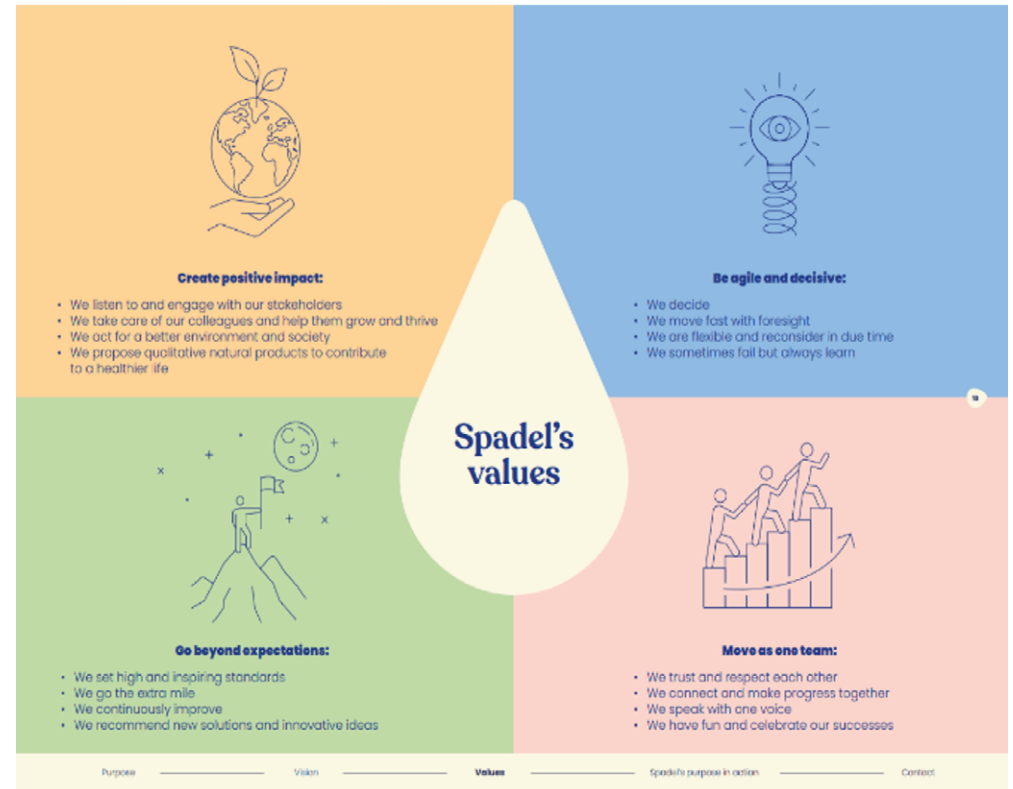 Create positive impact:
• We listen to and engage with our stakeholders
• We take care of our colleagues and help them grow and thrive
• We act for a better environment and society
• We propose qualitative natural products to contribute
to a healthier life
Be agile and decisive:
• We decide
• We move fast with foresight
• We are flexible and reconsider in due time
• We sometimes fail but always learn
Spadel's
values
Go beyond expectations:
• We set high and inspiring standards
• We go the extra mile
• We continuously improve
• We recommend new solutions and innovative ideas
Move as one team:
• We trust and respect each other
• We connect and make progress together
• We speak with one voice
• We have fun and celebrate our successes
Purpose Vision Values Spadel's purpose in action Contact